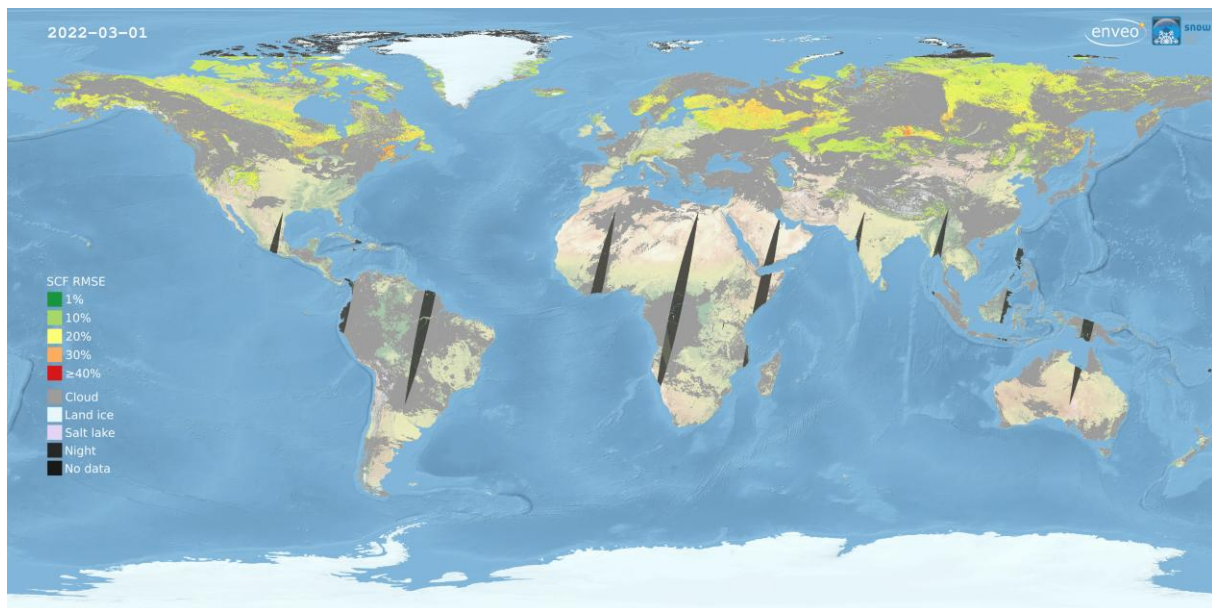 2022-03-01
enveo
snow
SCF RMSE
1%
10%
20%
30%
≥40%
Cloud
Land ice
Salt lake
Night
No data